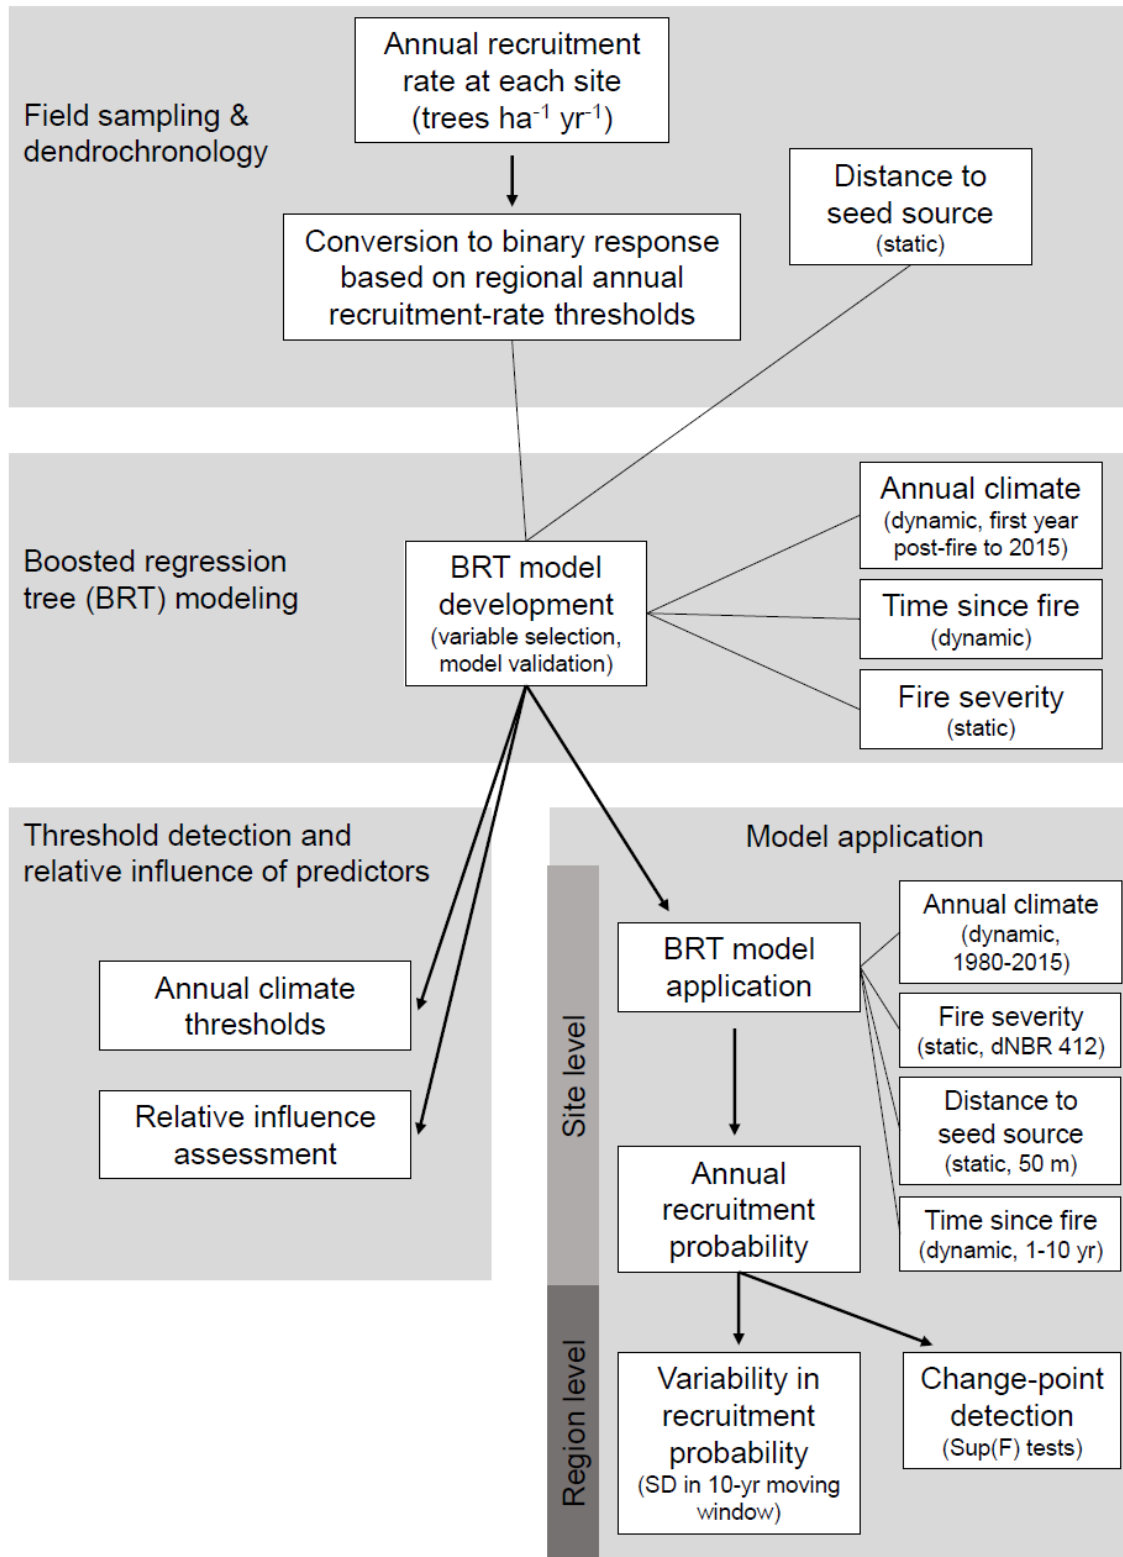 Annual recruitment
rate at each site
(trees ha⁻¹ yr⁻¹)
Field sampling &
dendrochronology
Distance to
seed source
(static)
Conversion to binary response
based on regional annual
recruitment-rate thresholds
Boosted regression
tree (BRT) modeling
BRT model
development
(variable selection,
model validation)
Annual climate
(dynamic, first year
post-fire to 2015)
Time since fire
(dynamic)
Fire severity
(static)
Threshold detection and
relative influence of predictors
Annual climate
thresholds
Relative influence
assessment
Model application
Site level
BRT model
application
Annual climate
(dynamic,
1980-2015)
Fire severity
(static, dNBR 412)
Distance to
seed source
(static, 50 m)
Time since fire
(dynamic, 1-10 yr)
Annual
recruitment
probability
Region level
Variability in
recruitment
probability
(SD in 10-yr moving
window)
Change-point
detection
(Sup(F) tests)